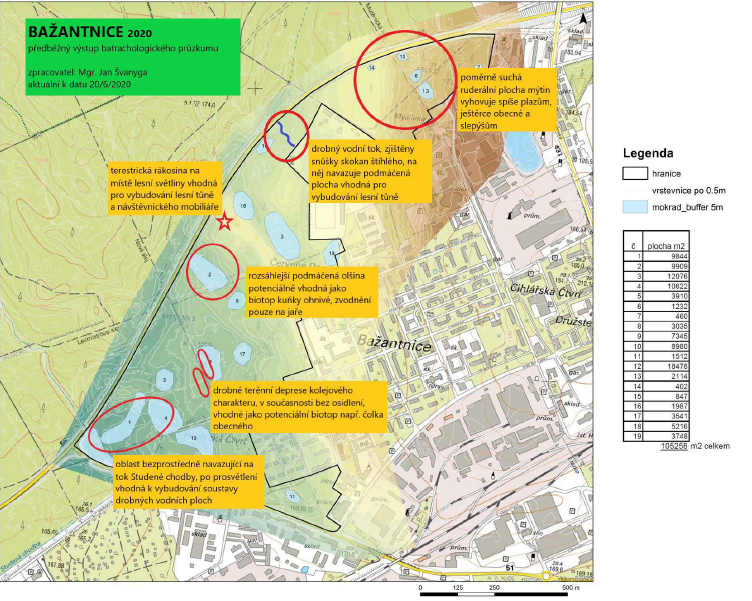 BAŽANTNICE 2020
předběžný výstup batrachologického průzkumu
zpracovatel: Mgr. Jan Švanyga
aktuální k datu 20/6/2020
poměrně suchá
ruderální plocha mýtin
vyhovuje spíše plazům,
ještěrce obecné a
slepýšům
drobný vodní tok, zjištěny
snůšky skokan štíhlého, na
něj navazuje podmáčená
plocha vhodná pro
vybudování lesní tůně
terestrická rákosina na
místě lesní světliny vhodná
pro vybudování lesní tůně
a návštěvnického mobiliáře
rozsáhlejší podmáčená olšina
potenciálně vhodná jako
biotop kuňky ohnivé, zvodnění
pouze na jaře
drobné terénní deprese kolejového
charakteru, v současnosti bez osídlení,
vhodné jako potenciální biotop např. čolka
obecného
oblast bezprostředně navazující na
tok Studené chodby, po prosvětlení
vhodná k vybudování soustavy
drobných vodních ploch
Bažantnice
Cihlářská Čtvrť
Družste
Studená chodba
sklad
prům.
51
0 125 250 500 m
Legenda
hranice
vrstevnice po 0.5m
mokrad_buffer 5m
č plocha m2
1 9844
2 9909
3 12076
4 10622
5 3910
6 1232
7 460
8 3035
9 7345
10 8980
11 1512
12 18478
13 2114
14 402
15 847
16 1987
17 3541
18 5216
19 3748
105258 m2 celkem